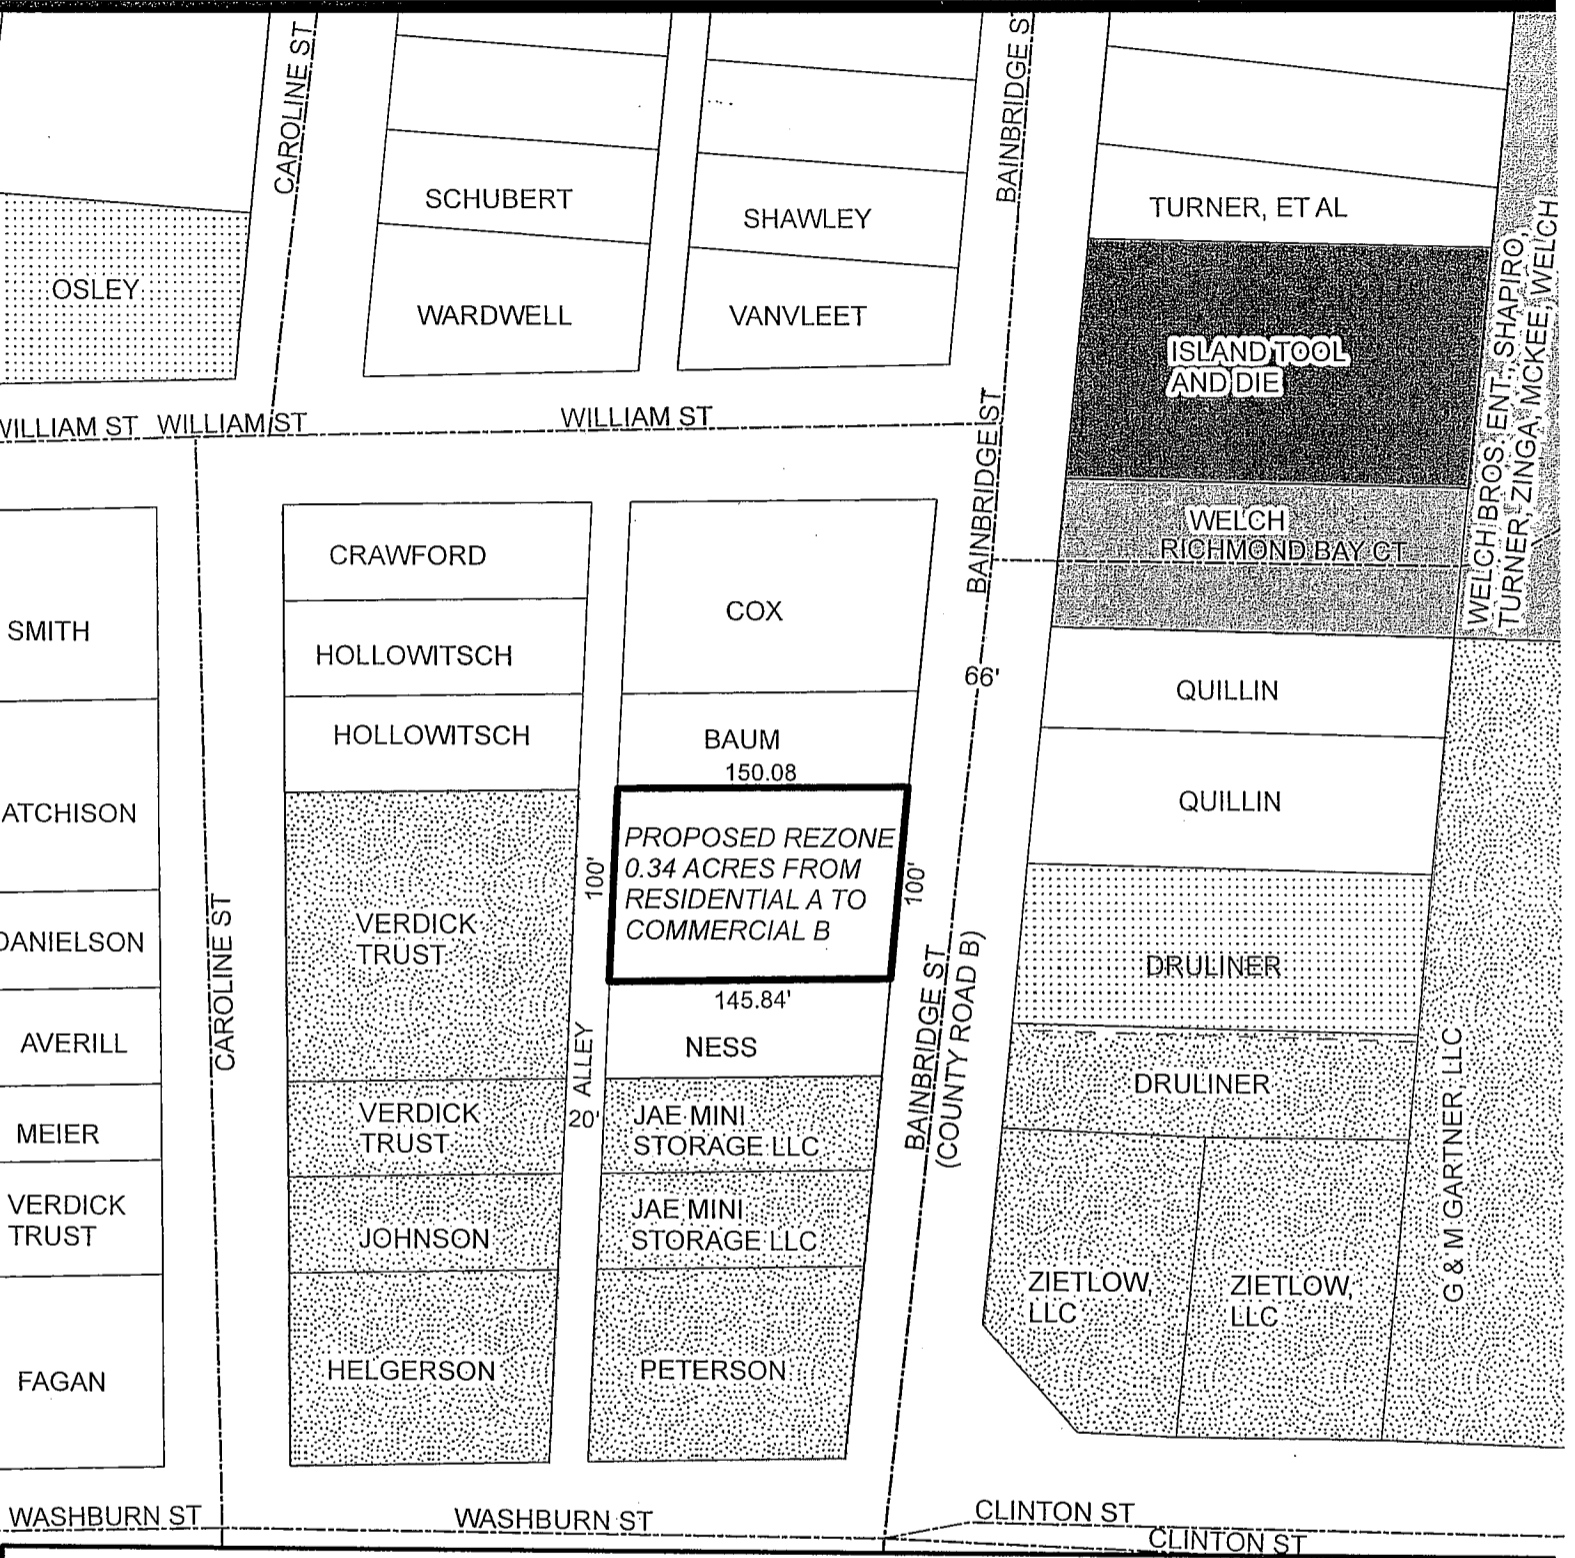 CAROLINE ST
BAINBRIDGE ST
SCHUBERT
SHAWLEY
TURNER, ET AL
OSLEY
WARDWELL
VANVLEET
ISLAND TOOL
AND DIE
WELCH BROS. ENT., SHAPIRO,
TURNER, ZINGA, MCKEE, WELCH
WILLIAM ST
WILLIAM ST
WILLIAM ST
BAINBRIDGE ST
BAINBRIDGE ST
WELCH
RICHMOND BAY CT
CRAWFORD
COX
SMITH
HOLLOWITSCH
66'
QUILLIN
HOLLOWITSCH
BAUM
150.08
QUILLIN
ATCHISON
PROPOSED REZONE
0.34 ACRES FROM
RESIDENTIAL A TO
COMMERCIAL B
100'
100'
VERDICK
TRUST
DANIELSON
CAROLINE ST
DRULINER
145.84'
BAINBRIDGE ST
(COUNTY ROAD B)
AVERILL
NESS
ALLEY
20'
DRULINER
MEIER
VERDICK
TRUST
JAE MINI
STORAGE LLC
G & M GARTNER, LLC
VERDICK
TRUST
JOHNSON
JAE MINI
STORAGE LLC
ZIETLOW,
LLC
ZIETLOW,
LLC
FAGAN
HELGERSON
PETERSON
WASHBURN ST
WASHBURN ST
CLINTON ST
CLINTON ST